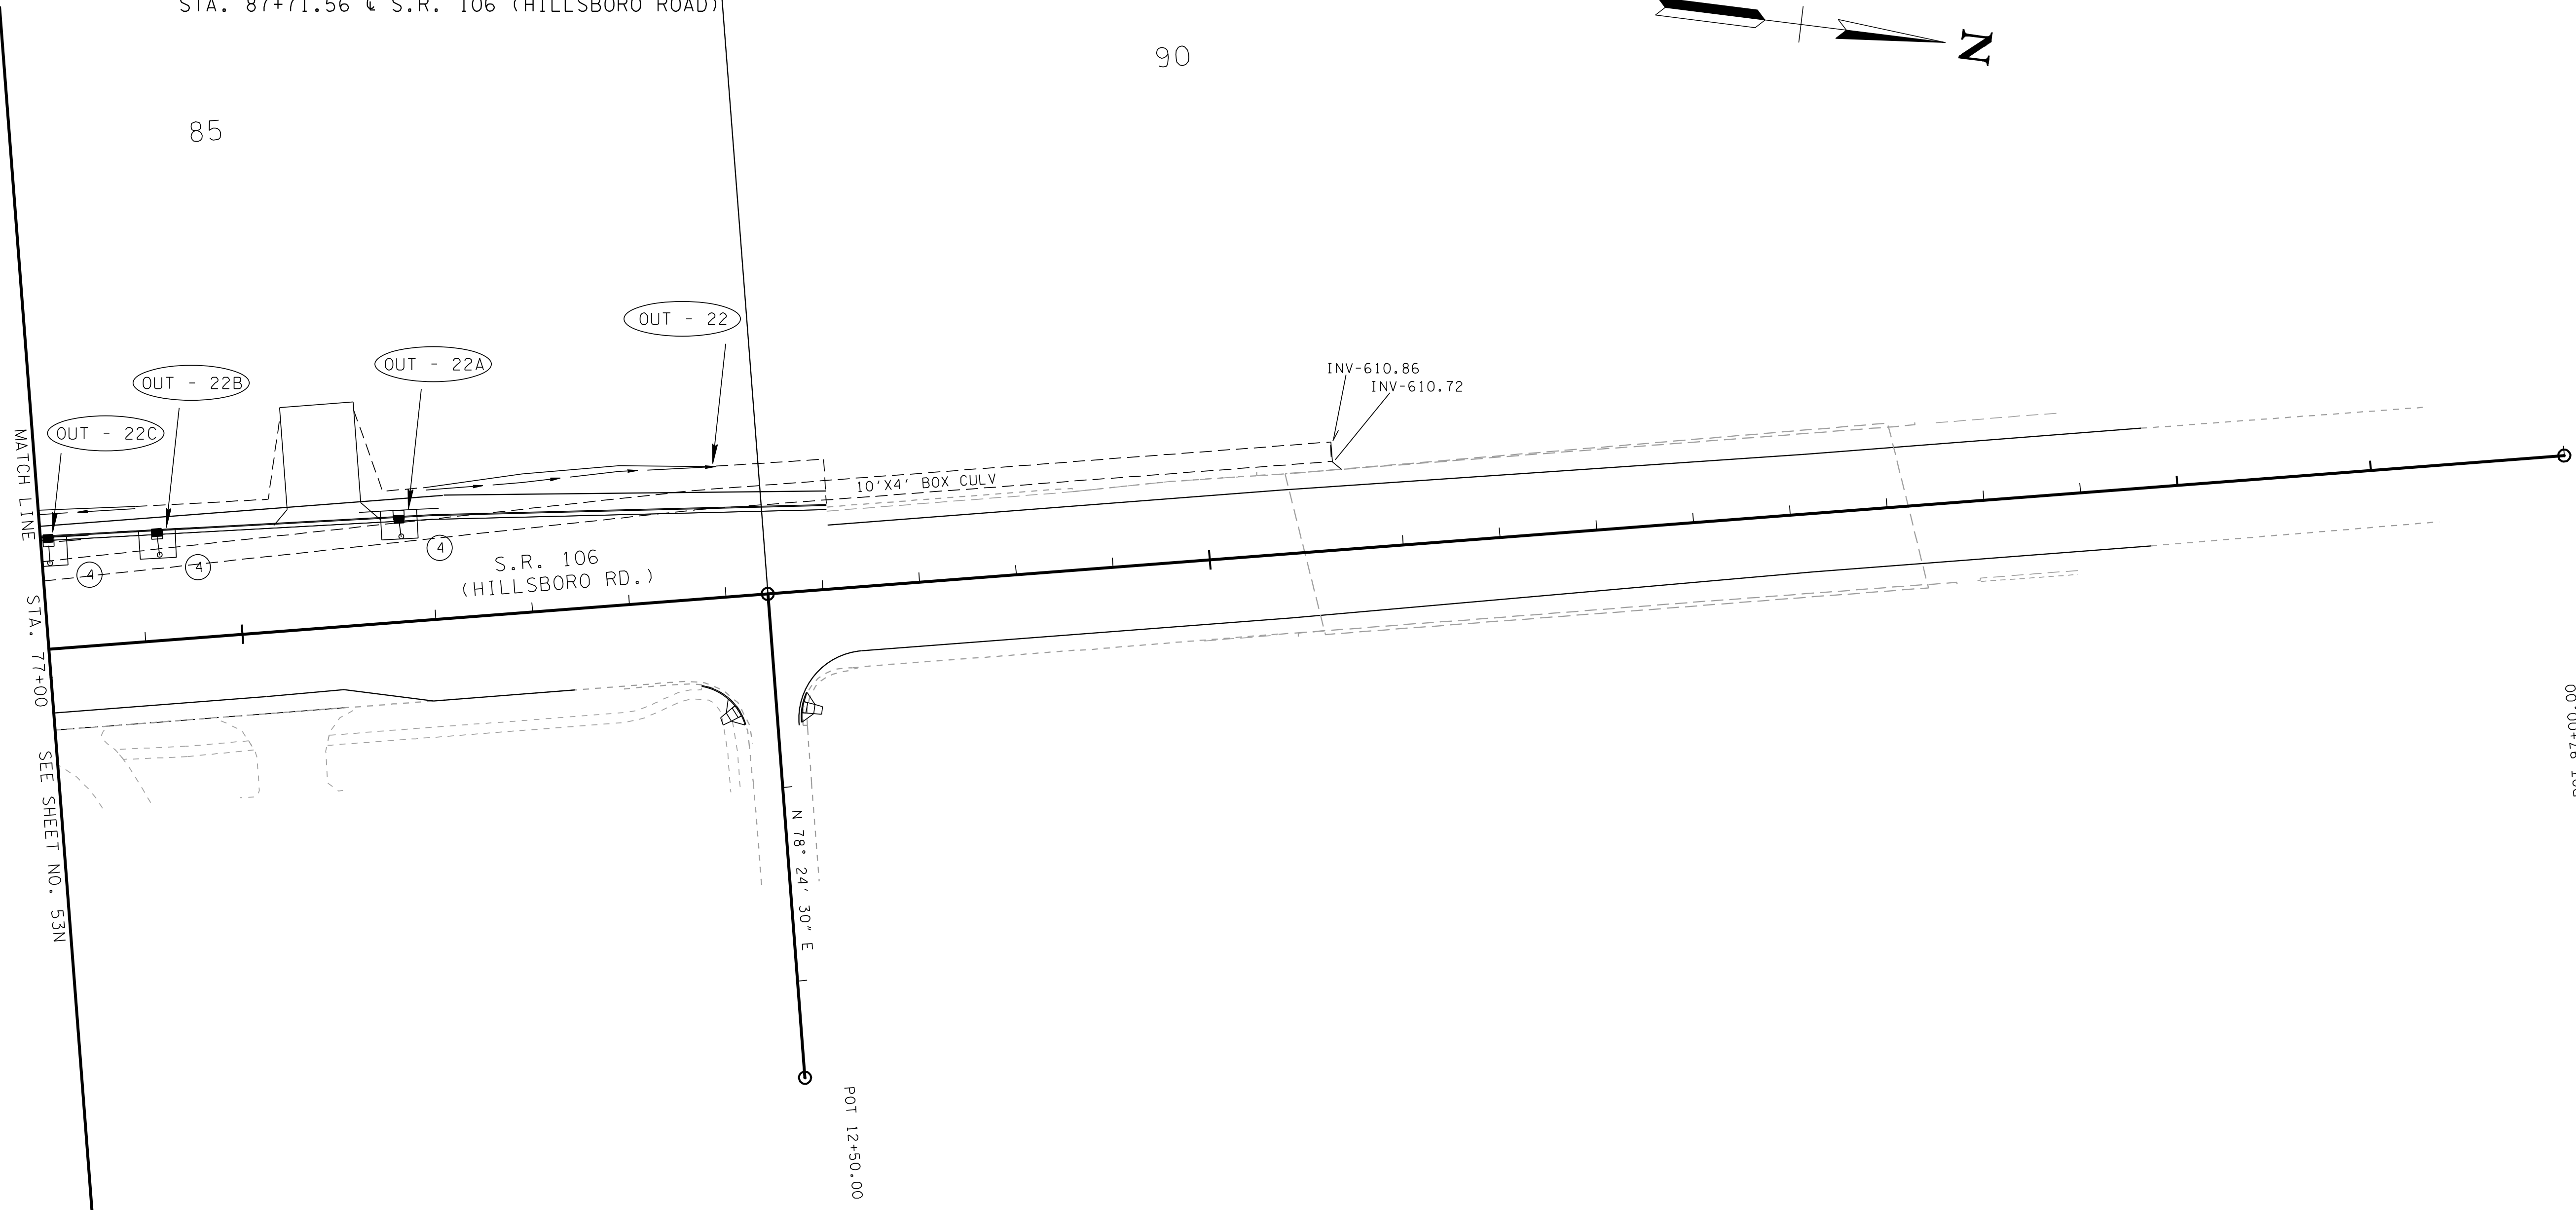 STA. 87+71.56 ℄ S.R. 106 (HILLSBORO ROAD)
N
90
85
OUT - 22
OUT - 22A
OUT - 22B
OUT - 22C
INV-610.86
INV-610.72
10'X4' BOX CULV
4
4
4
S.R. 106
(HILLSBORO RD.)
MATCH LINE STA. 77+00 SEE SHEET NO. 53N
N 78° 24' 30" E
POT 12+50.00